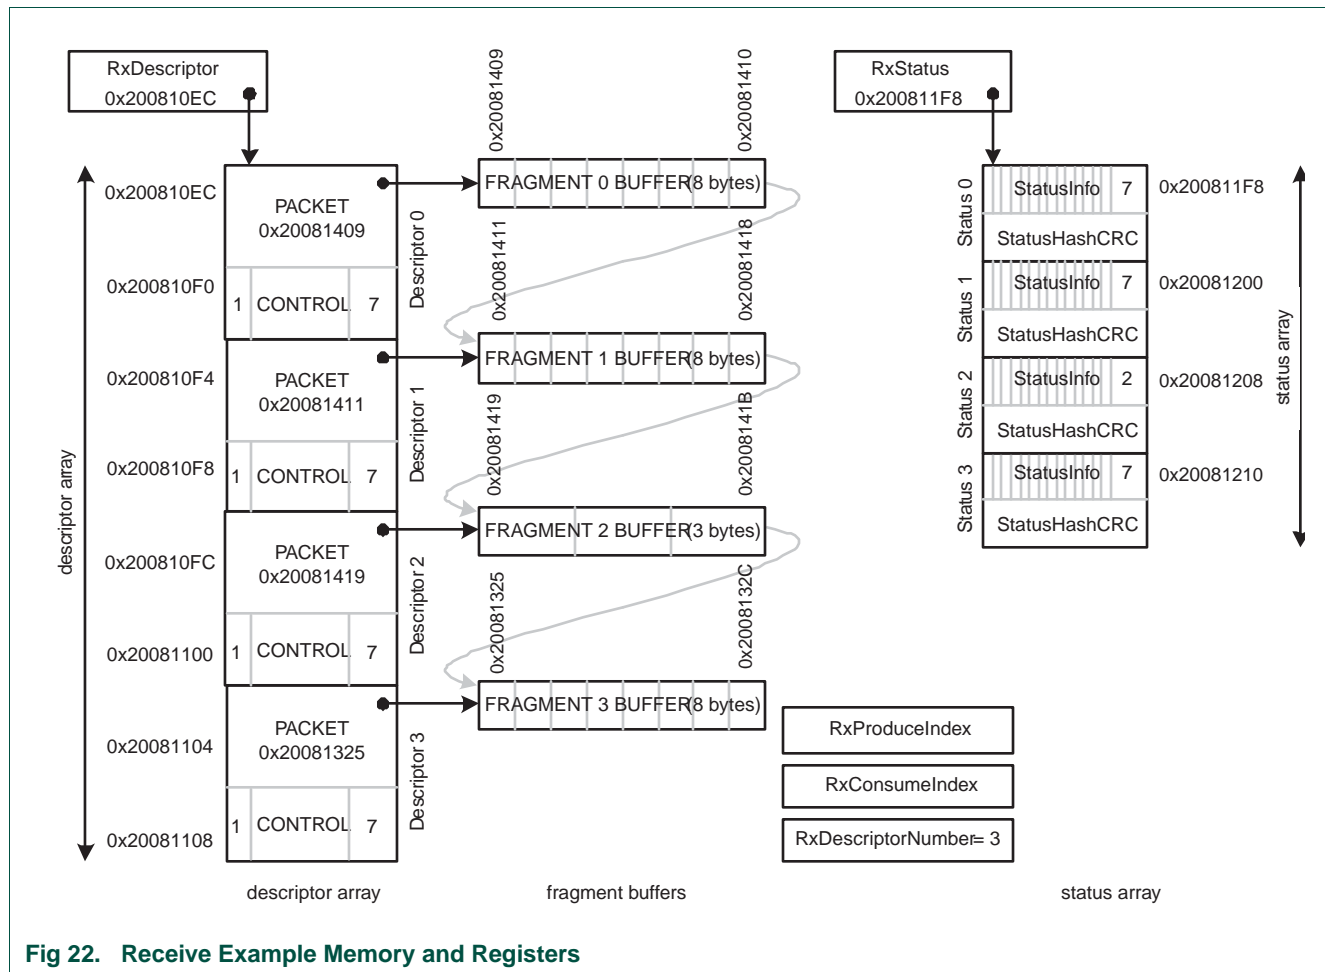 RxDescriptor
0x200810EC
0x20081409
0x20081410
RxStatus
0x200811F8
0x200810EC
PACKET
0x20081409
0x200810F0
1 CONTROL 7
Descriptor 0
FRAGMENT 0 BUFFER(8 bytes)
0x20081411
0x20081418
0x200810F4
PACKET
0x20081411
0x200810F8
1 CONTROL 7
Descriptor 1
FRAGMENT 1 BUFFER(8 bytes)
0x20081419
0x2008141B
0x200810FC
PACKET
0x20081419
0x20081100
1 CONTROL 7
Descriptor 2
FRAGMENT 2 BUFFER(3 bytes)
0x20081325
0x2008132C
0x20081104
PACKET
0x20081325
0x20081108
1 CONTROL 7
Descriptor 3
FRAGMENT 3 BUFFER(8 bytes)
descriptor array
Status 0
StatusInfo 7
0x200811F8
StatusHashCRC
Status 1
StatusInfo 7
0x20081200
StatusHashCRC
Status 2
StatusInfo 2
0x20081208
StatusHashCRC
Status 3
StatusInfo 7
0x20081210
StatusHashCRC
status array
RxProduceIndex
RxConsumeIndex
RxDescriptorNumber= 3
descriptor array
fragment buffers
status array
Fig 22. Receive Example Memory and Registers